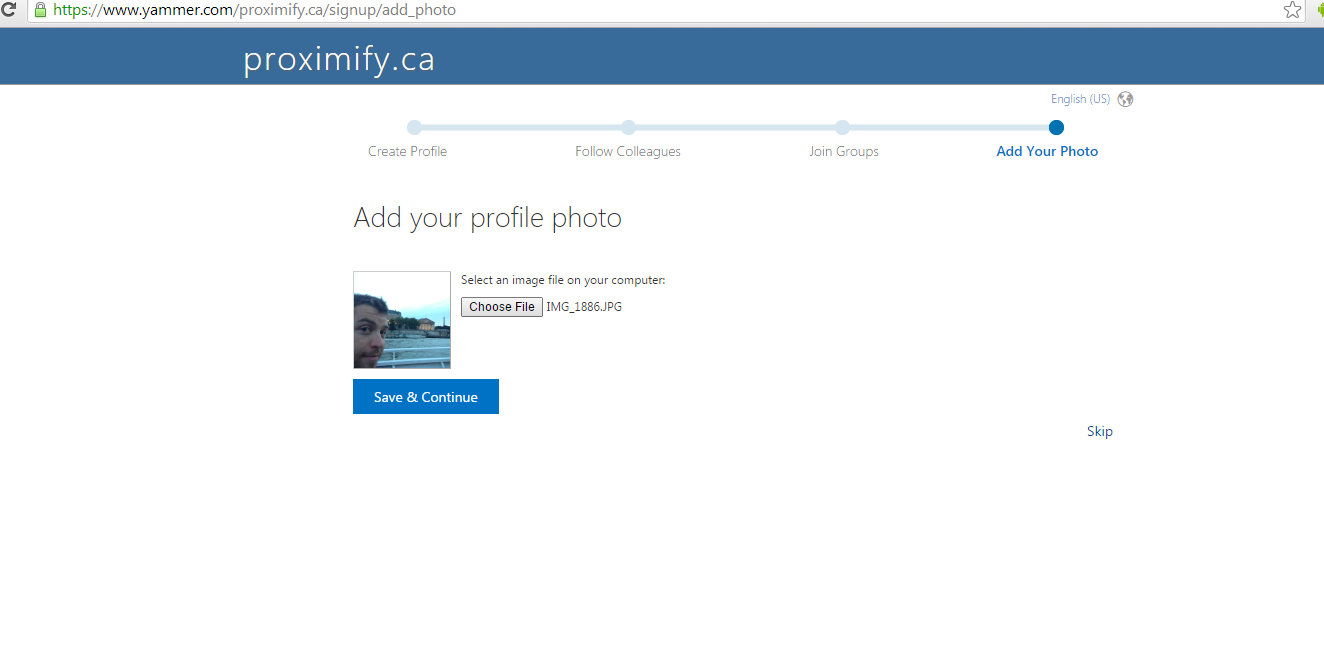 https://www.yammer.com/proximify.ca/signup/add_photo
proximify.ca
English (US)
Create Profile
Follow Colleagues
Join Groups
Add Your Photo
Add your profile photo
Select an image file on your computer:
Choose File IMG_1886.JPG
Save & Continue
Skip